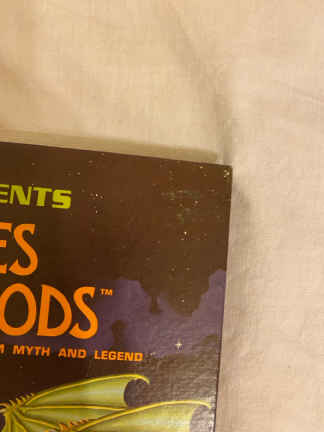 ENTS
ES
ODS™
M MYTH AND LEGEND